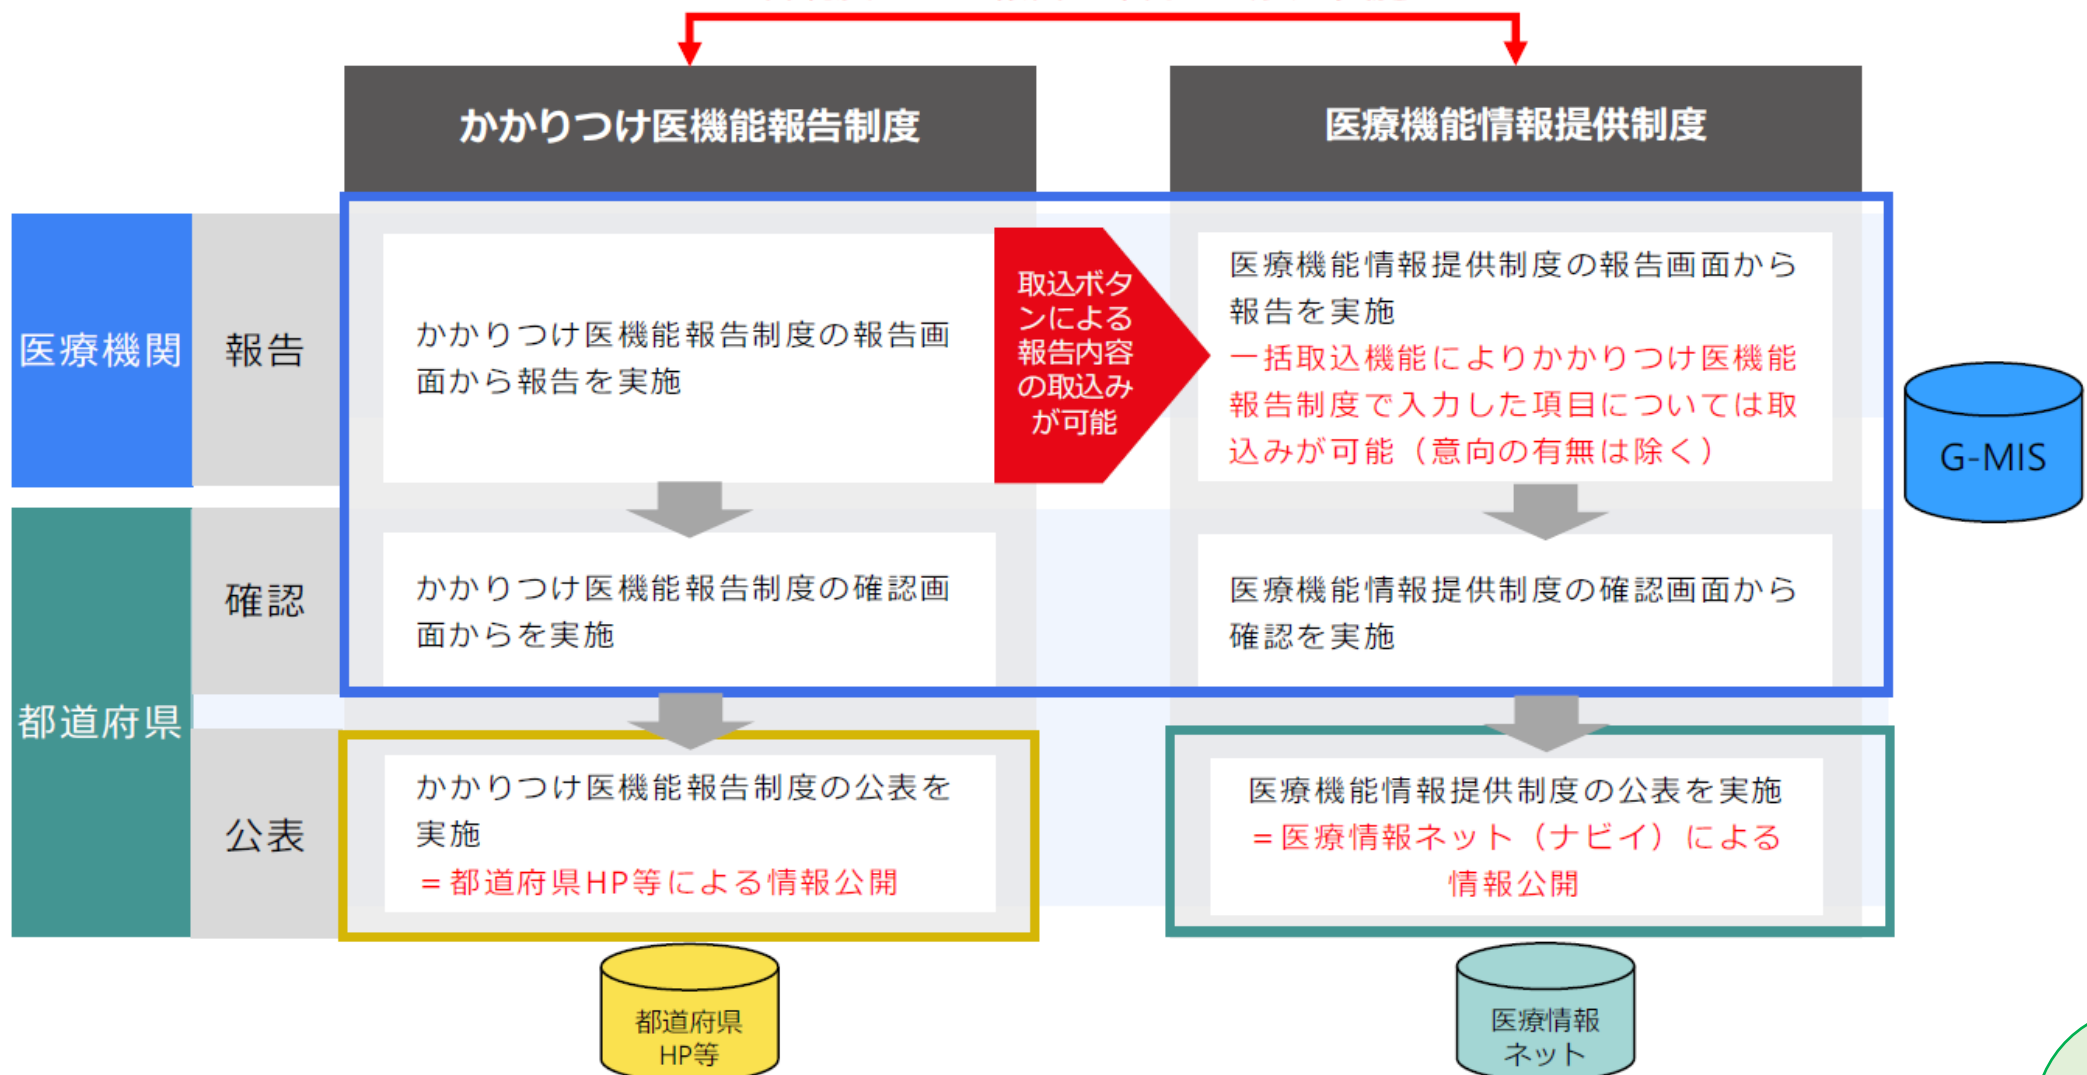 かかりつけ医機能報告制度
医療機能情報提供制度
医療機関
報告
かかりつけ医機能報告制度の報告画
面から報告を実施
取込ボタ
ンによる
報告内容
の取込み
が可能
医療機能情報提供制度の報告画面から
報告を実施
一括取込機能によりかかりつけ医機能
報告制度で入力した項目については取
込みが可能（意向の有無は除く）
G-MIS
都道府県
確認
かかりつけ医機能報告制度の確認画
面からを実施
医療機能情報提供制度の確認画面から
確認を実施
公表
かかりつけ医機能報告制度の公表を
実施
＝都道府県HP等による情報公開
医療機能情報提供制度の公表を実施
＝医療情報ネット（ナビイ）による
情報公開
都道府県
HP等
医療情報
ネット